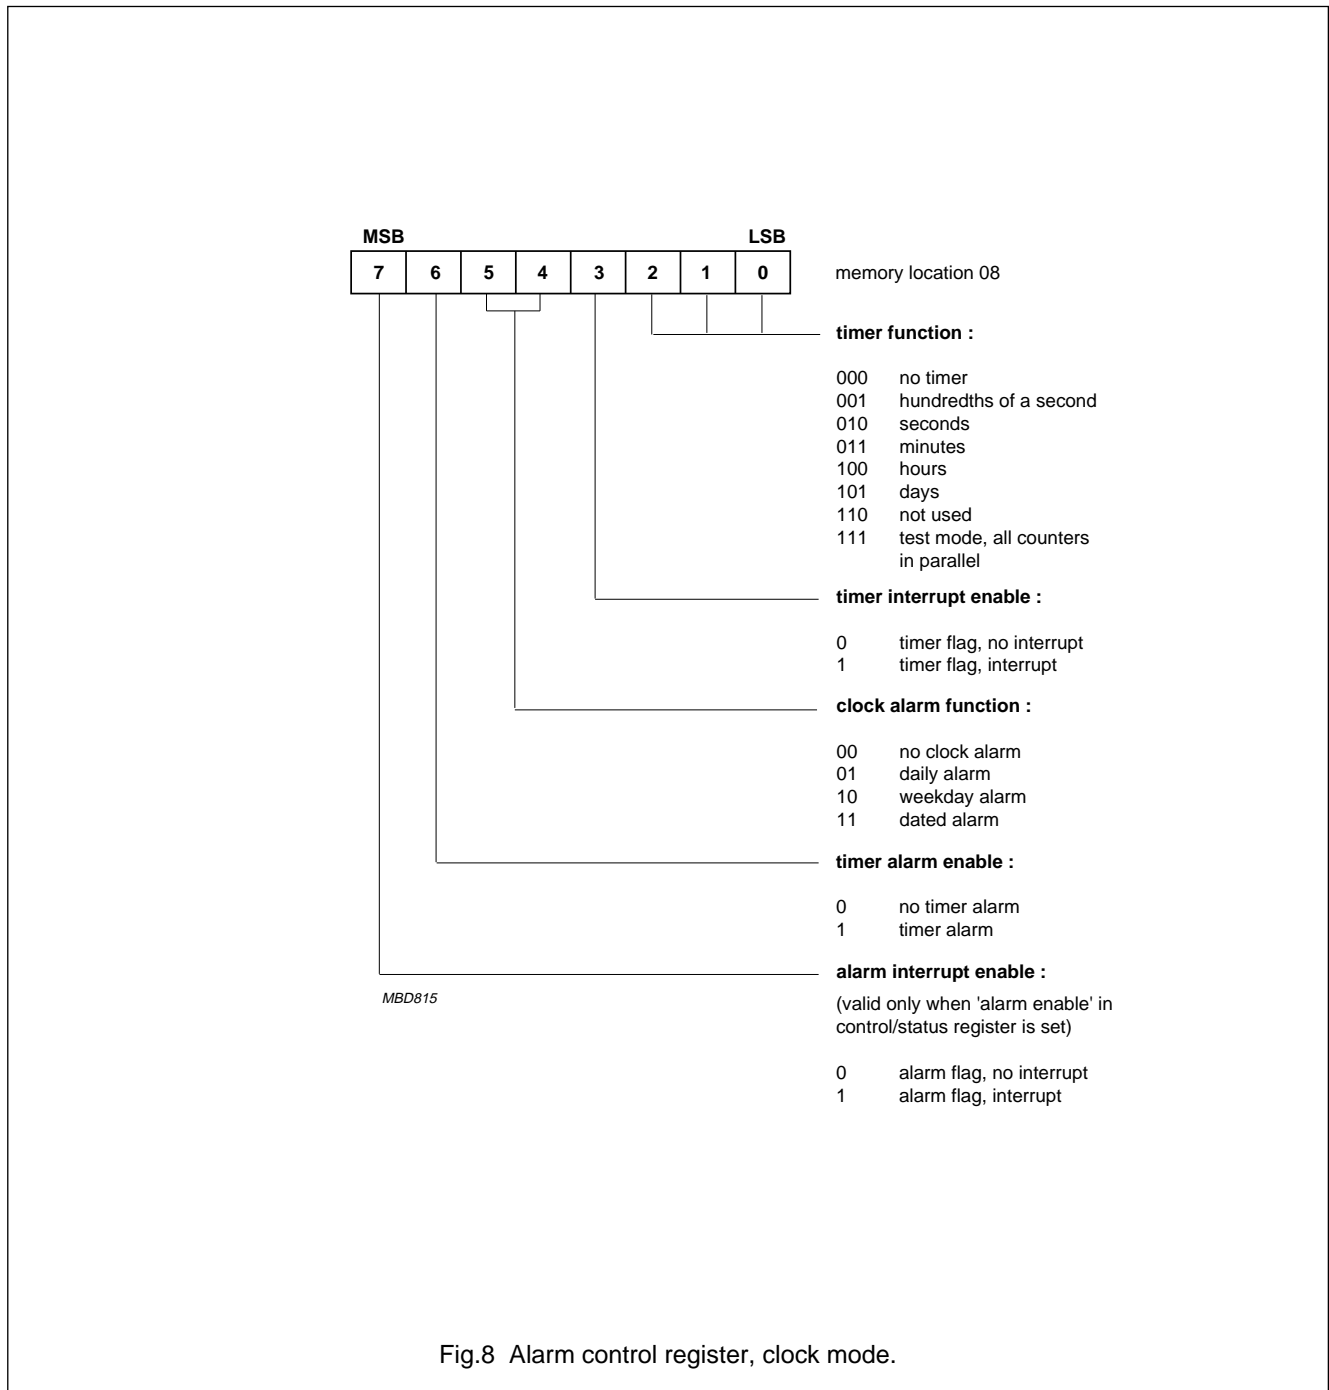 MSB LSB
7 6 5 4 3 2 1 0 memory location 08
timer function :
000 no timer
001 hundredths of a second
010 seconds
011 minutes
100 hours
101 days
110 not used
111 test mode, all counters
in parallel
timer interrupt enable :
0 timer flag, no interrupt
1 timer flag, interrupt
clock alarm function :
00 no clock alarm
01 daily alarm
10 weekday alarm
11 dated alarm
timer alarm enable :
0 no timer alarm
1 timer alarm
alarm interrupt enable :
MBD815
(valid only when 'alarm enable' in
control/status register is set)
0 alarm flag, no interrupt
1 alarm flag, interrupt
Fig.8 Alarm control register, clock mode.